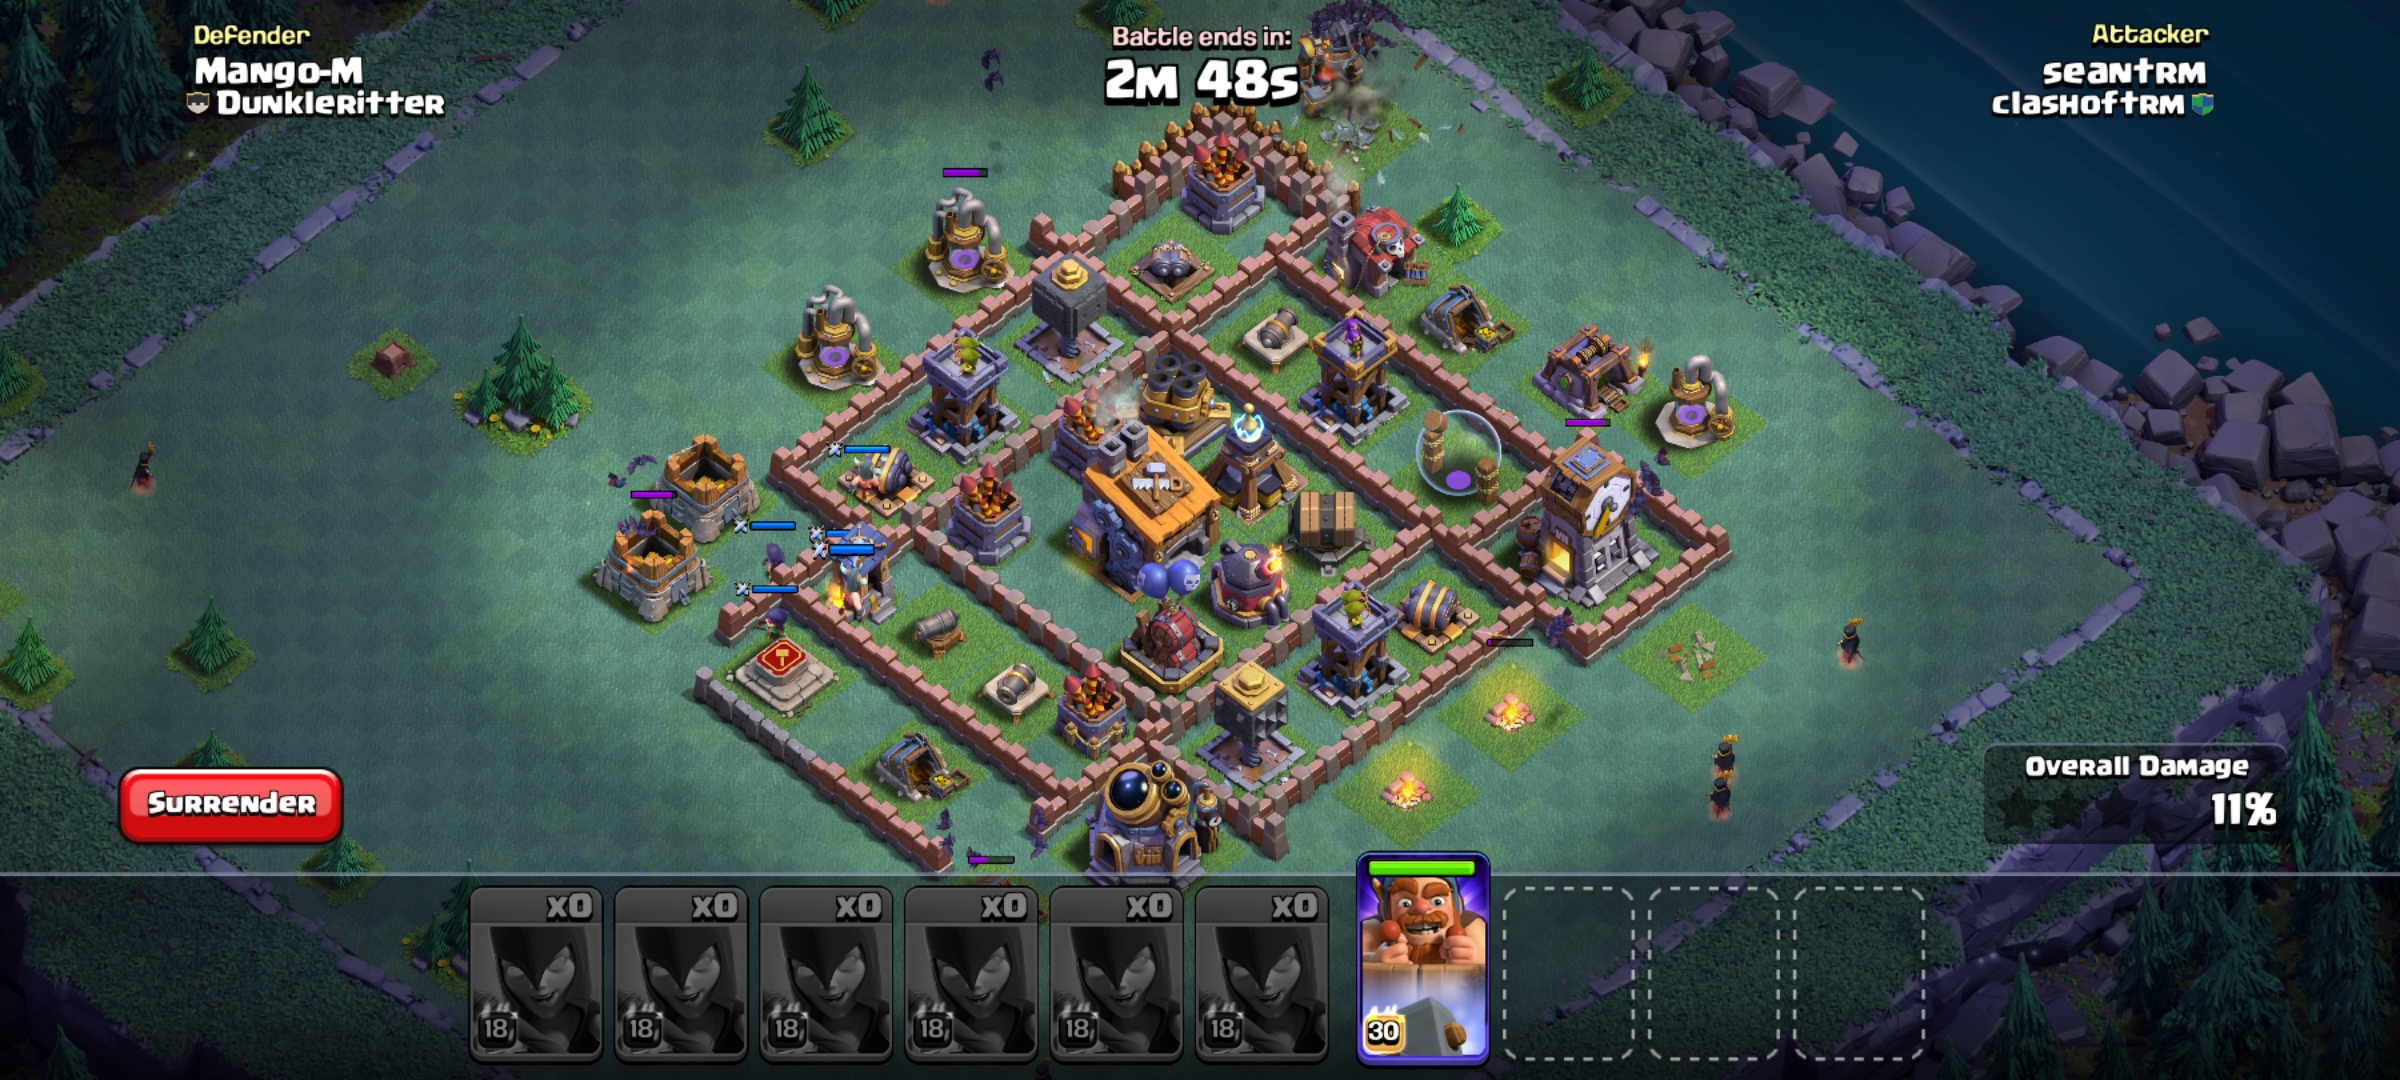 Defender
Mango-M
Dunkleritter
Battle ends in:
2M 48s
Attacker
seantRM
clashoftRM
Surrender
Overall Damage
11%
x0
x0
x0
x0
x0
x0
18
18
18
18
18
18
30